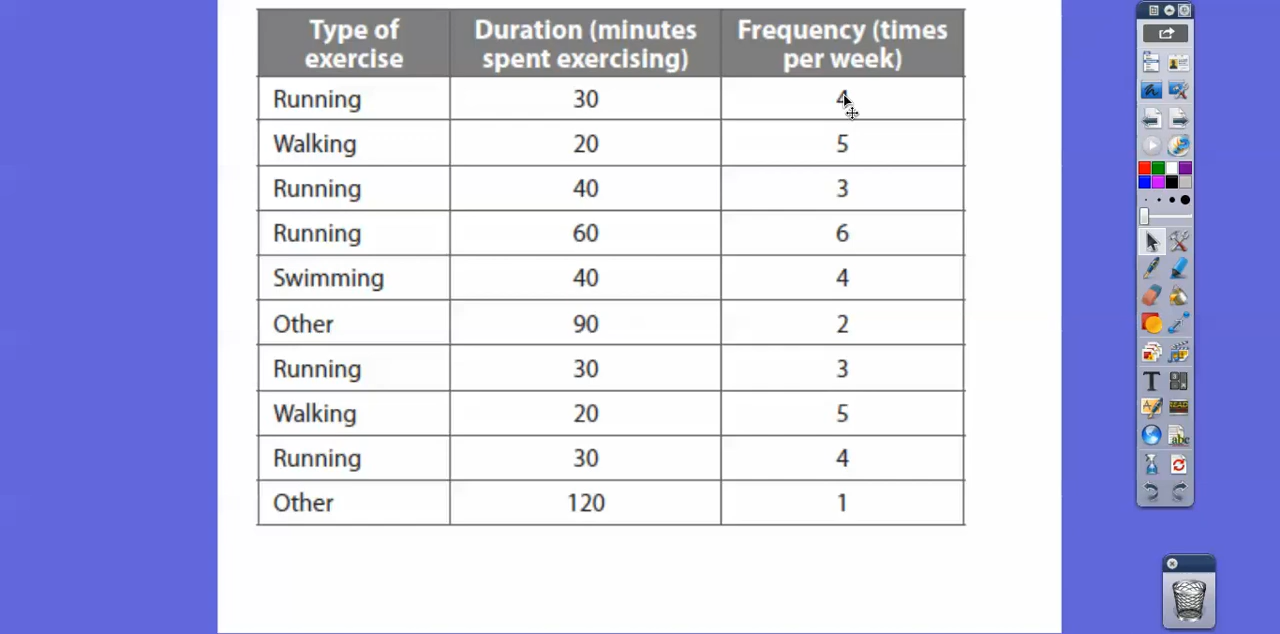 Type of exercise Duration (minutes spent exercising) Frequency (times per week)
Running 30 4
Walking 20 5
Running 40 3
Running 60 6
Swimming 40 4
Other 90 2
Running 30 3
Walking 20 5
Running 30 4
Other 120 1
T
abc